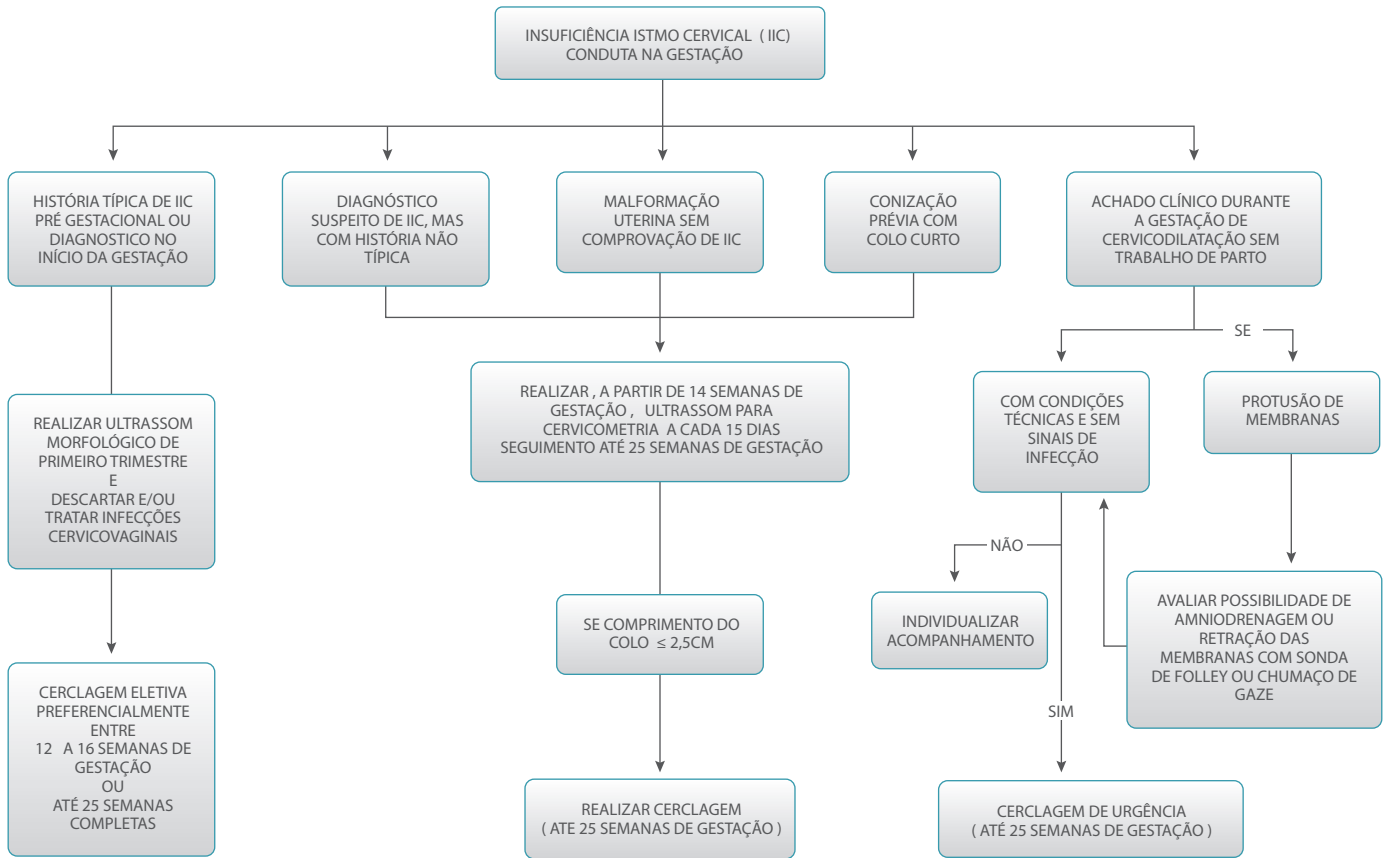 INSUFICIÊNCIA ISTMO CERVICAL ( IIC)
CONDUTA NA GESTAÇÃO
HISTÓRIA TÍPICA DE IIC
PRÉ GESTACIONAL OU
DIAGNOSTICO NO
INÍCIO DA GESTAÇÃO
DIAGNÓSTICO
SUSPEITO DE IIC, MAS
COM HISTÓRIA NÃO
TÍPICA
MALFORMAÇÃO
UTERINA SEM
COMPROVAÇÃO DE IIC
CONIZAÇÃO
PRÉVIA COM
COLO CURTO
ACHADO CLÍNICO DURANTE
A GESTAÇÃO DE
CERVICODILATAÇÃO SEM
TRABALHO DE PARTO
SE
REALIZAR ULTRASSOM
MORFOLÓGICO DE
PRIMEIRO TRIMESTRE
E
DESCARTAR E/OU
TRATAR INFECÇÕES
CERVICOVAGINAIS
REALIZAR , A PARTIR DE 14 SEMANAS DE
GESTAÇÃO , ULTRASSOM PARA
CERVICOMETRIA A CADA 15 DIAS
SEGUIMENTO ATÉ 25 SEMANAS DE GESTAÇÃO
COM CONDIÇÕES
TÉCNICAS E SEM
SINAIS DE
INFECÇÃO
PROTUSÃO DE
MEMBRANAS
NÃO
INDIVIDUALIZAR
ACOMPANHAMENTO
AVALIAR POSSIBILIDADE DE
AMNIODRENAGEM OU
RETRAÇÃO DAS
MEMBRANAS COM SONDA
DE FOLLEY OU CHUMAÇO DE
GAZE
SE COMPRIMENTO DO
COLO ≤ 2,5CM
SIM
CERCLAGEM ELETIVA
PREFERENCIALMENTE
ENTRE
12 A 16 SEMANAS DE
GESTAÇÃO
OU
ATÉ 25 SEMANAS
COMPLETAS
REALIZAR CERCLAGEM
( ATE 25 SEMANAS DE GESTAÇÃO )
CERCLAGEM DE URGÊNCIA
( ATÉ 25 SEMANAS DE GESTAÇÃO )